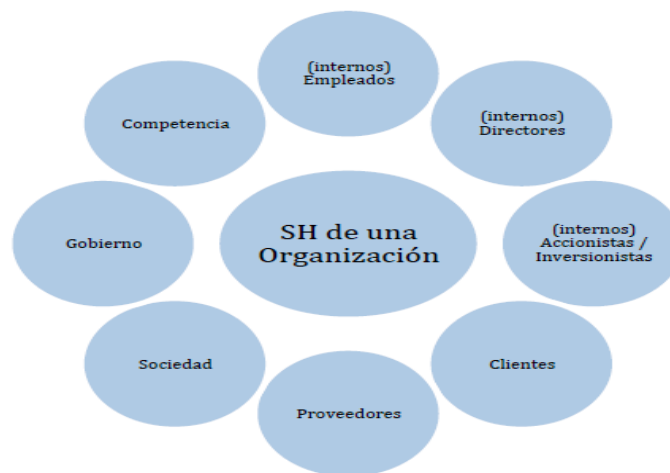 (internos)
Empleados
(internos)
Directores
(internos)
Accionistas /
Inversionistas
Clientes
Proveedores
Sociedad
Gobierno
Competencia
SH de una
Organización